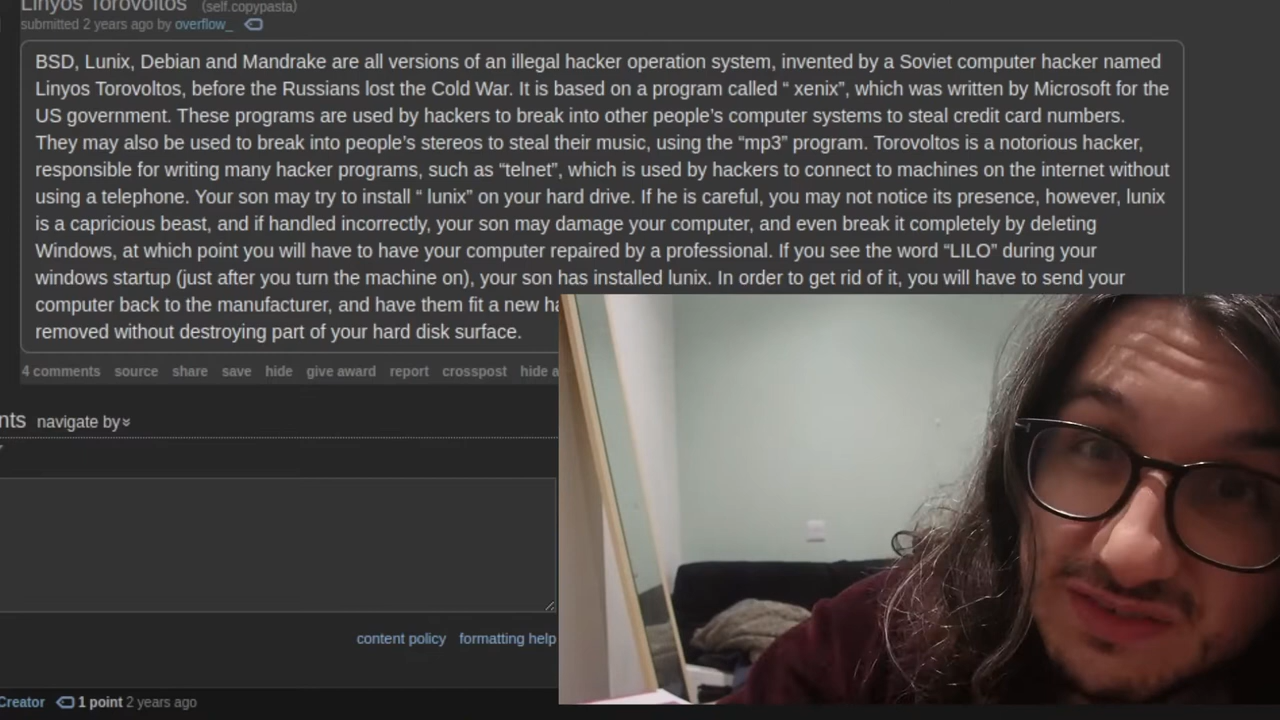 Linyos Torovoltos (self.copypasta)
submitted 2 years ago by overflow_
BSD, Lunix, Debian and Mandrake are all versions of an illegal hacker operation system, invented by a Soviet computer hacker named
Linyos Torovoltos, before the Russians lost the Cold War. It is based on a program called “ xenix”, which was written by Microsoft for the
US government. These programs are used by hackers to break into other people’s computer systems to steal credit card numbers.
They may also be used to break into people’s stereos to steal their music, using the “mp3” program. Torovoltos is a notorious hacker,
responsible for writing many hacker programs, such as “telnet”, which is used by hackers to connect to machines on the internet without
using a telephone. Your son may try to install “ lunix” on your hard drive. If he is careful, you may not notice its presence, however, lunix
is a capricious beast, and if handled incorrectly, your son may damage your computer, and even break it completely by deleting
Windows, at which point you will have to have your computer repaired by a professional. If you see the word “LILO” during your
windows startup (just after you turn the machine on), your son has installed lunix. In order to get rid of it, you will have to send your
computer back to the manufacturer, and have them fit a new ha
removed without destroying part of your hard disk surface.
4 comments source share save hide give award report crosspost hide a
nts navigate by
content policy formatting help
Creator 1 point 2 years ago